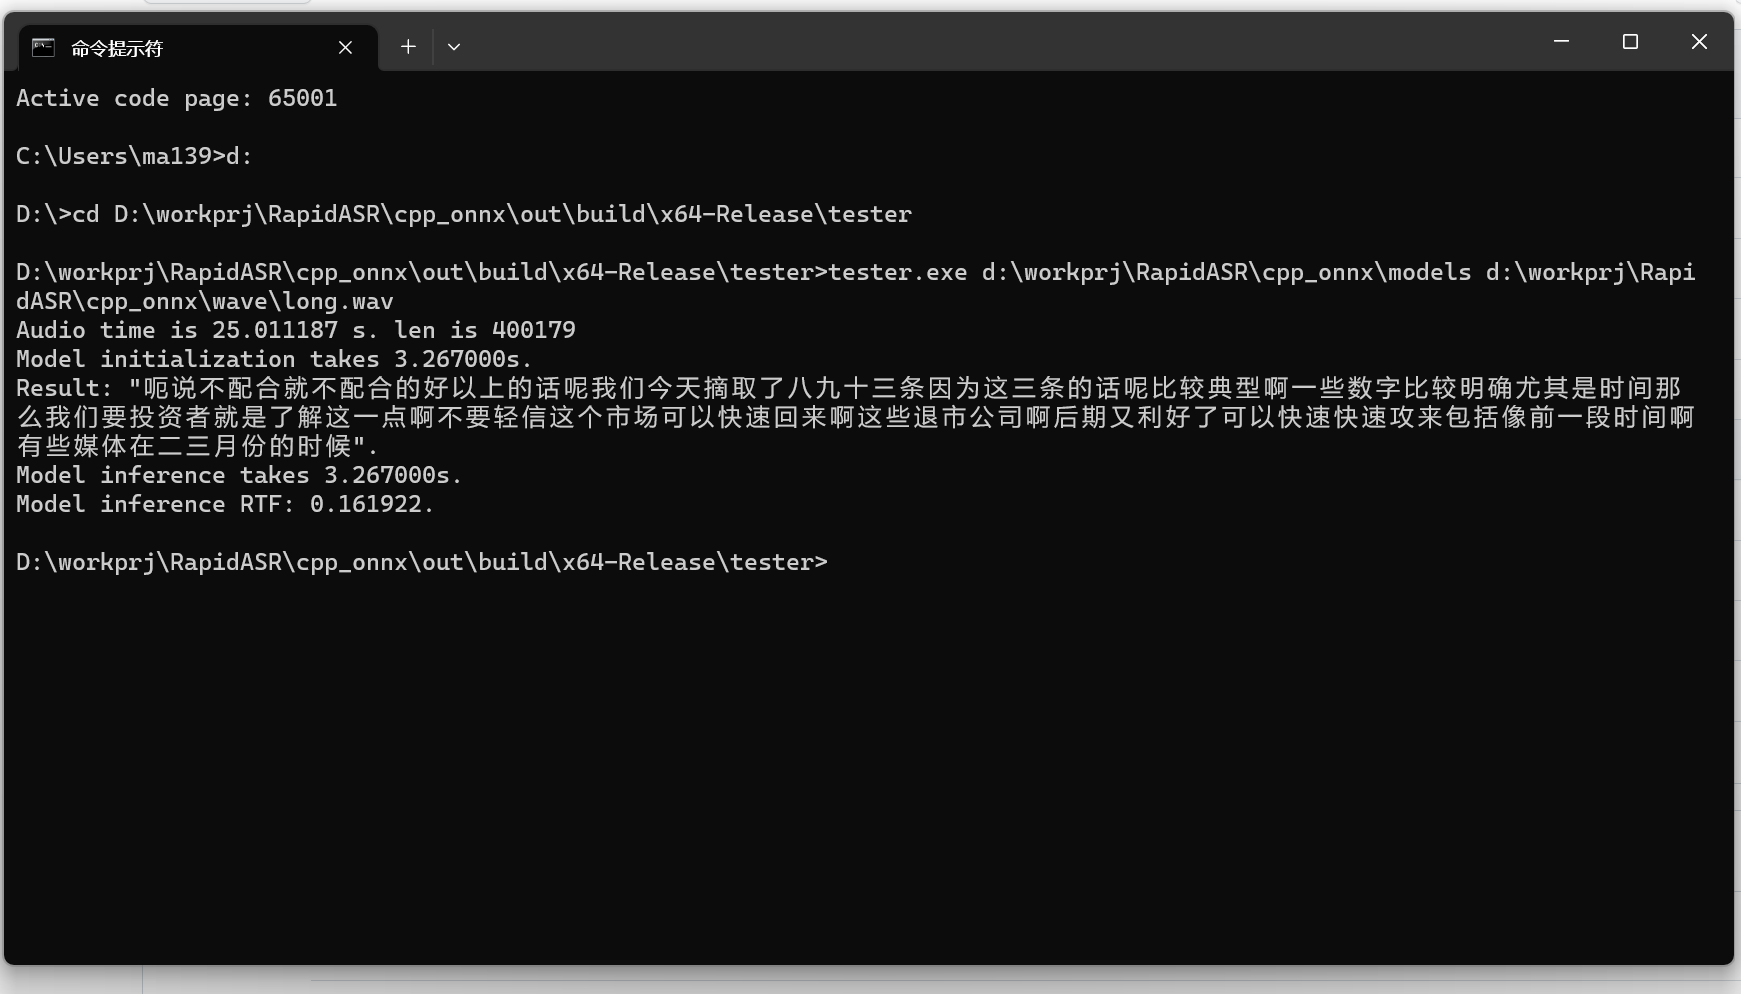 命令提示符
Active code page: 65001
C:\Users\ma139>d:
D:\>cd D:\workprj\RapidASR\cpp_onnx\out\build\x64-Release\tester
D:\workprj\RapidASR\cpp_onnx\out\build\x64-Release\tester>tester.exe d:\workprj\RapidASR\cpp_onnx\models d:\workprj\Rapi
dASR\cpp_onnx\wave\long.wav
Audio time is 25.011187 s. len is 400179
Model initialization takes 3.267000s.
Result: "呃说不配合就不配合的好以上的话呢我们今天摘取了八九十三条因为这三条的话呢比较典型啊一些数字比较明确尤其是时间那
么我们要投资者就是了解这一点啊不要轻信这个市场可以快速回来啊这些退市公司啊后期又利好了可以快速快速攻来包括像前一段时间啊
有些媒体在二三月份的时候".
Model inference takes 3.267000s.
Model inference RTF: 0.161922.
D:\workprj\RapidASR\cpp_onnx\out\build\x64-Release\tester>